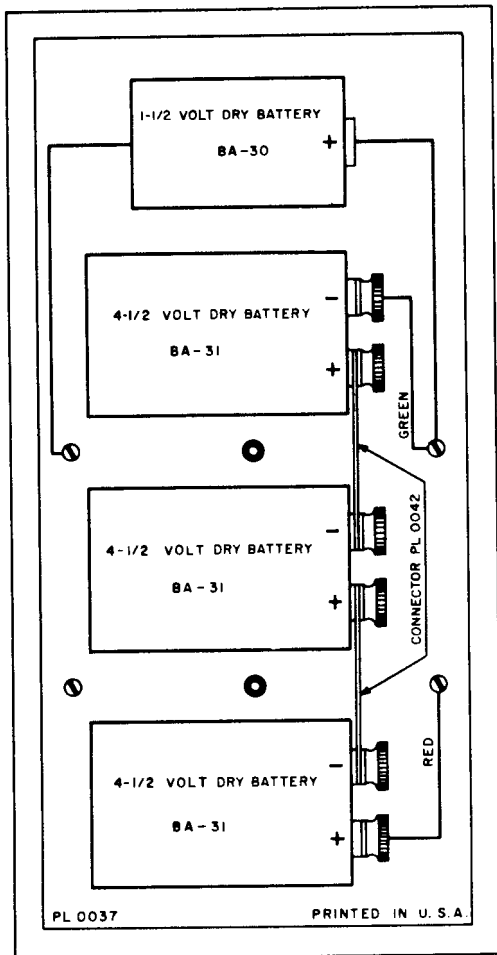 1-1/2 VOLT DRY BATTERY
BA-30
+
4-1/2 VOLT DRY BATTERY
BA-31
-
+
GREEN
4-1/2 VOLT DRY BATTERY
BA-31
-
+
CONNECTOR PL 0042
4-1/2 VOLT DRY BATTERY
BA-31
-
+
RED
PL 0037
PRINTED IN U.S.A.